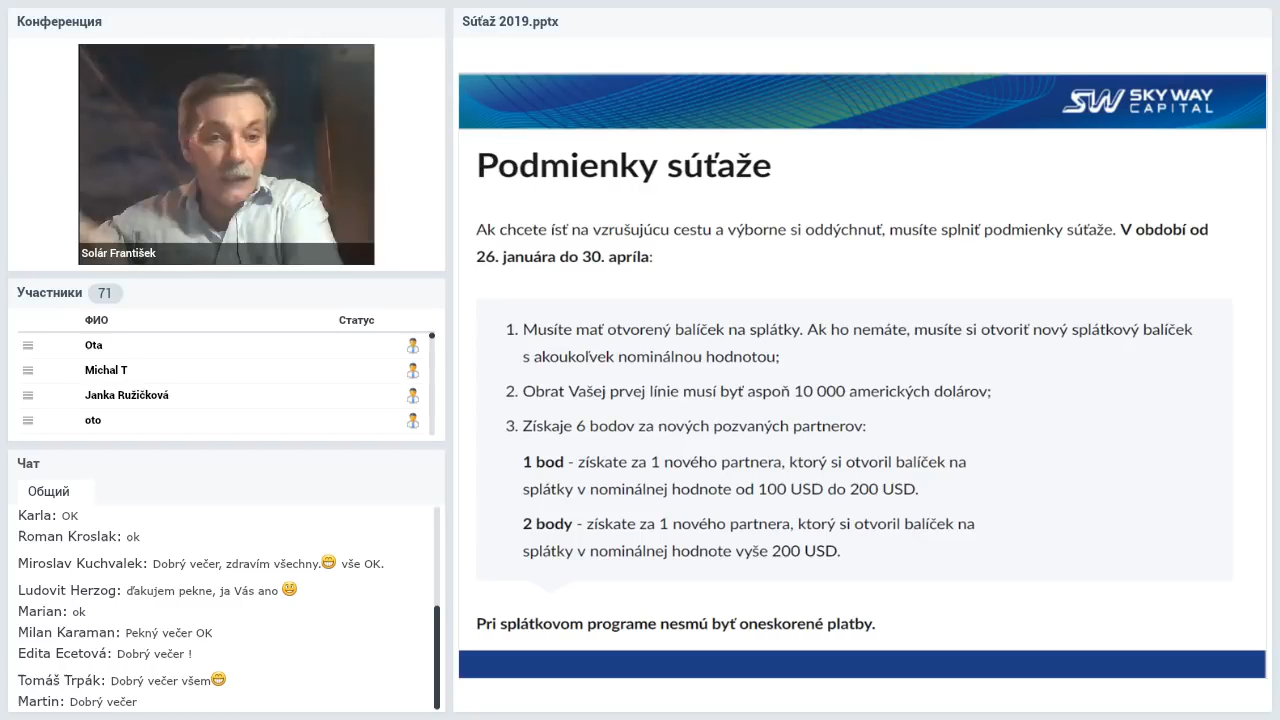 Конференция
Solár František
Участники 71
ФИО Статус
Ota
Michal T
Janka Ružičková
oto
Чат
Общий
Karla: OK
Roman Kroslak: ok
Miroslav Kuchvalek: Dobrý večer, zdravím všechny.😁 vše OK.
Ludovit Herzog: ďakujem pekne, ja Vás ano 😠
Marian: ok
Milan Karaman: Pekný večer OK
Edita Ecetová: Dobrý večer !
Tomáš Trpák: Dobrý večer všem😁
Martin: Dobrý večer
Súťaž 2019.pptx
SW SKY WAY
CAPITAL
Podmienky súťaže
Ak chcete ísť na vzrušujúcu cestu a výborne si oddýchnuť, musíte splniť podmienky súťaže. V období od
26. januára do 30. apríla:
1. Musíte mať otvorený balíček na splátky. Ak ho nemáte, musíte si otvoriť nový splátkový balíček
s akoukoľvek nominálnou hodnotou;
2. Obrat Vašej prvej línie musí byť aspoň 10 000 amerických dolárov;
3. Získaje 6 bodov za nových pozvaných partnerov:
1 bod - získate za 1 nového partnera, ktorý si otvoril balíček na
splátky v nominálnej hodnote od 100 USD do 200 USD.
2 body - získate za 1 nového partnera, ktorý si otvoril balíček na
splátky v nominálnej hodnote vyše 200 USD.
Pri splátkovom programe nesmú byť oneskorené platby.